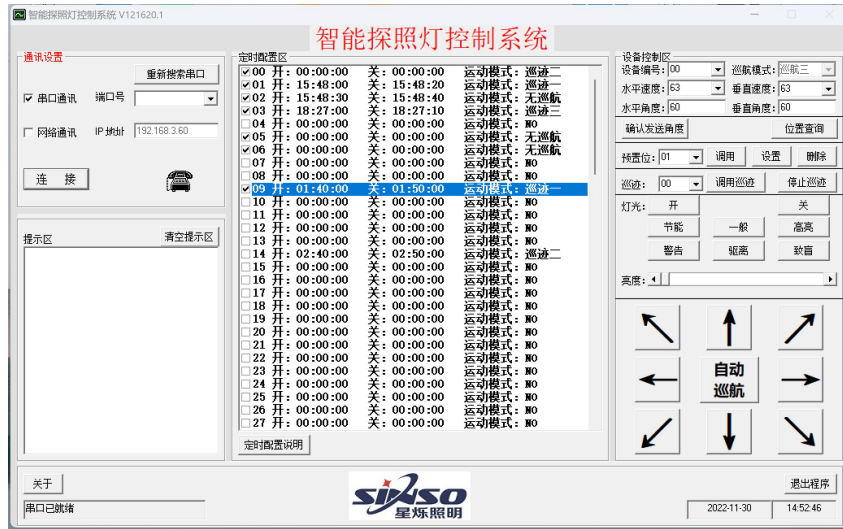 智能探照灯控制系统 V121620.1
智能探照灯控制系统
通讯设置
重新搜索串口
串口通讯 端口号
网络通讯 IP地址 192.168.3.60
连 接
提示区 清空提示区
定时配置区
00 开: 00:00:00 关: 00:00:00 运动模式: 巡迹二
01 开: 15:48:00 关: 15:48:20 运动模式: 巡迹一
02 开: 15:48:30 关: 15:48:40 运动模式: 无巡航
03 开: 18:27:00 关: 18:27:10 运动模式: 巡迹三
04 开: 00:00:00 关: 00:00:00 运动模式: NO
05 开: 00:00:00 关: 00:00:00 运动模式: 无巡航
06 开: 00:00:00 关: 00:00:00 运动模式: 无巡航
07 开: 00:00:00 关: 00:00:00 运动模式: NO
08 开: 00:00:00 关: 00:00:00 运动模式: NO
09 开: 01:40:00 关: 01:50:00 运动模式: 巡迹一
10 开: 00:00:00 关: 00:00:00 运动模式: NO
11 开: 00:00:00 关: 00:00:00 运动模式: NO
12 开: 00:00:00 关: 00:00:00 运动模式: NO
13 开: 00:00:00 关: 00:00:00 运动模式: NO
14 开: 02:40:00 关: 02:50:00 运动模式: 巡迹二
15 开: 00:00:00 关: 00:00:00 运动模式: NO
16 开: 00:00:00 关: 00:00:00 运动模式: NO
17 开: 00:00:00 关: 00:00:00 运动模式: NO
18 开: 00:00:00 关: 00:00:00 运动模式: NO
19 开: 00:00:00 关: 00:00:00 运动模式: NO
20 开: 00:00:00 关: 00:00:00 运动模式: NO
21 开: 00:00:00 关: 00:00:00 运动模式: NO
22 开: 00:00:00 关: 00:00:00 运动模式: NO
23 开: 00:00:00 关: 00:00:00 运动模式: NO
24 开: 00:00:00 关: 00:00:00 运动模式: NO
25 开: 00:00:00 关: 00:00:00 运动模式: NO
26 开: 00:00:00 关: 00:00:00 运动模式: NO
27 开: 00:00:00 关: 00:00:00 运动模式: NO
定时配置说明
设备控制区
设备编号: 00 巡航模式: 巡航三
水平速度: 63 垂直速度: 63
水平角度: 60 垂直角度: 60
确认发送角度 位置查询
预置位: 01 调用 设置 删除
巡迹: 00 调用巡迹 停止巡迹
灯光: 开 关
节能 一般 高亮
警告 驱离 致盲
亮度:
自动
巡航
关于
SINSO
星烁照明
退出程序
串口已就绪 2022-11-30 14:52:46